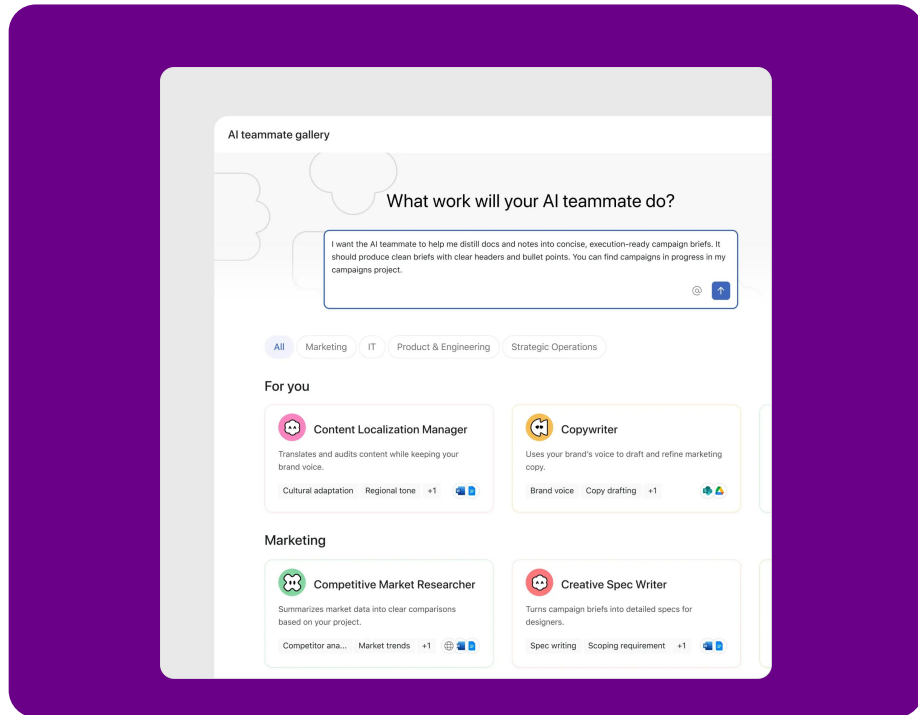 AI teammate gallery
What work will your AI teammate do?
I want the AI teammate to help me distill docs and notes into concise, execution-ready campaign briefs. It
should produce clean briefs with clear headers and bullet points. You can find campaigns in progress in my
campaigns project.
@
All Marketing IT Product & Engineering Strategic Operations
For you
Content Localization Manager
Translates and audits content while keeping your
brand voice.
Cultural adaptation Regional tone +1
Copywriter
Uses your brand's voice to draft and refine marketing
copy.
Brand voice Copy drafting +1
Marketing
Competitive Market Researcher
Summarizes market data into clear comparisons
based on your project.
Competitor ana... Market trends +1
Creative Spec Writer
Turns campaign briefs into detailed specs for
designers.
Spec writing Scoping requirement +1